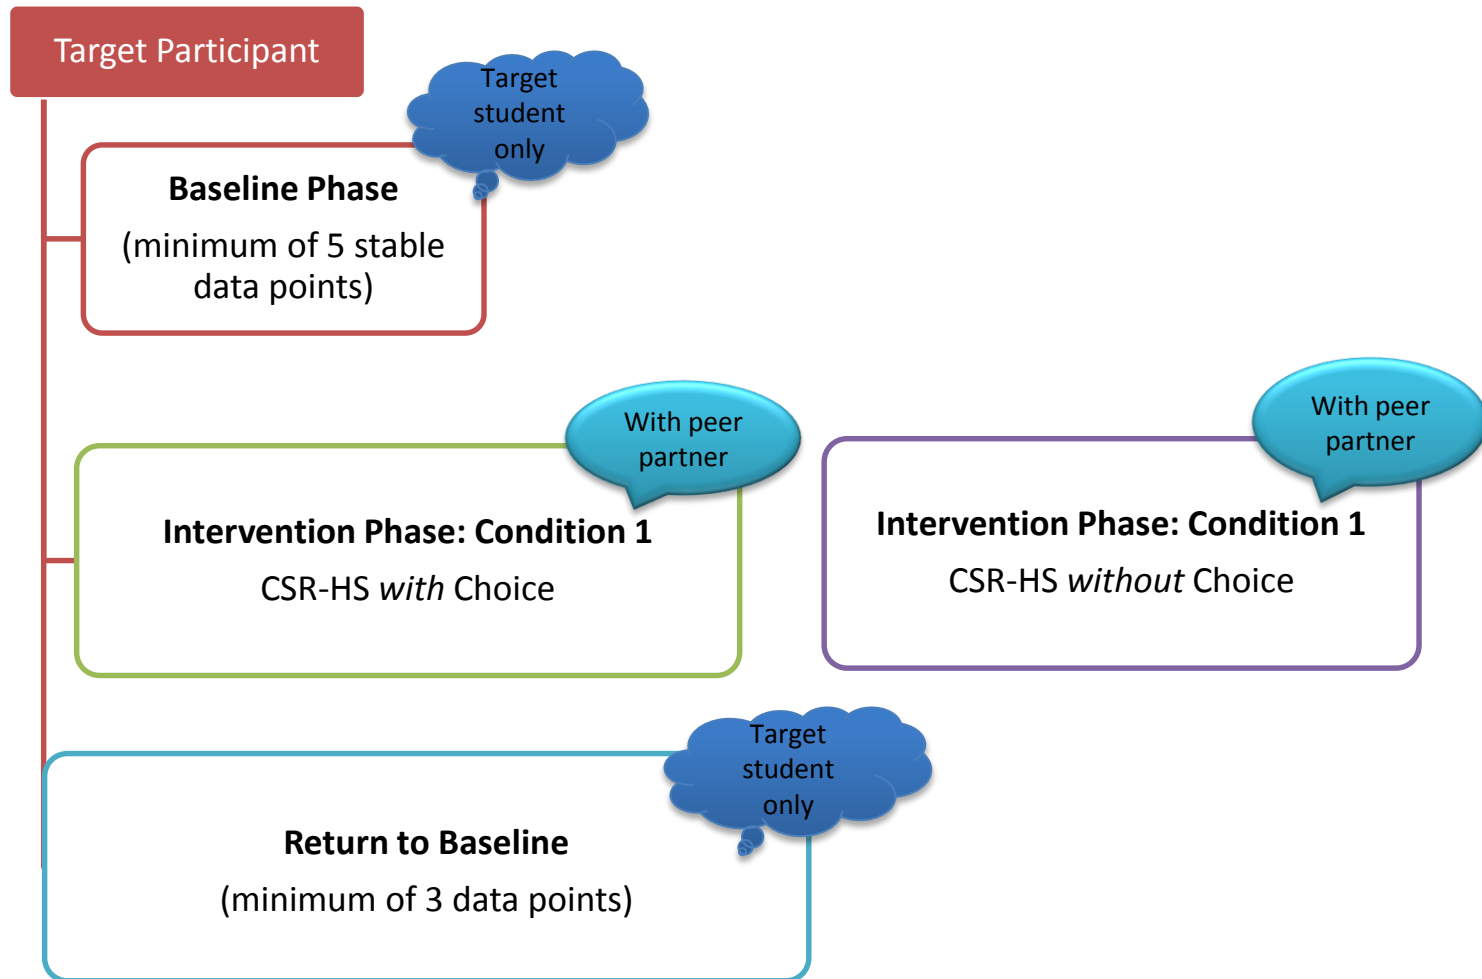 Target Participant
Target
student
only
Baseline Phase
(minimum of 5 stable
data points)
With peer
partner
Intervention Phase: Condition 1
CSR-HS with Choice
With peer
partner
Intervention Phase: Condition 1
CSR-HS without Choice
Target
student
only
Return to Baseline
(minimum of 3 data points)